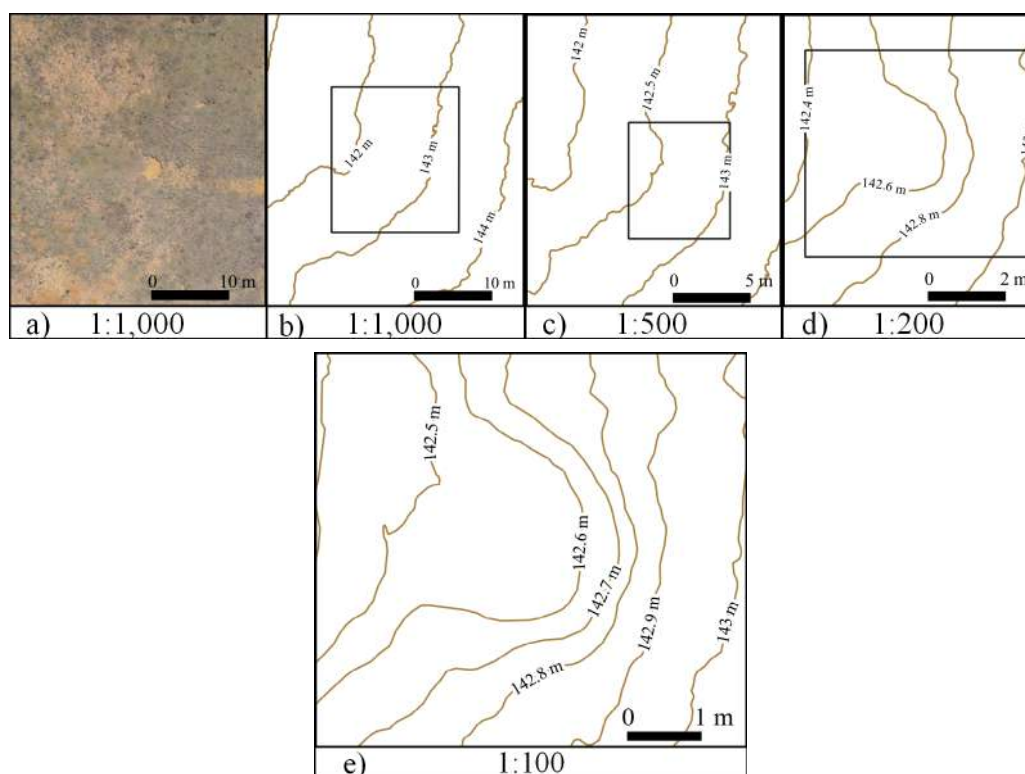 142 m
143 m
144 m
0 10 m
0 10 m
a) 1:1,000
b) 1:1,000
142 m
142.5 m
143 m
0 5 m
c) 1:500
142.4 m
142.6 m
142.8 m
0 2 m
d) 1:200
142.5 m
142.6 m
142.7 m
142.8 m
142.9 m
143 m
0 1 m
e) 1:100